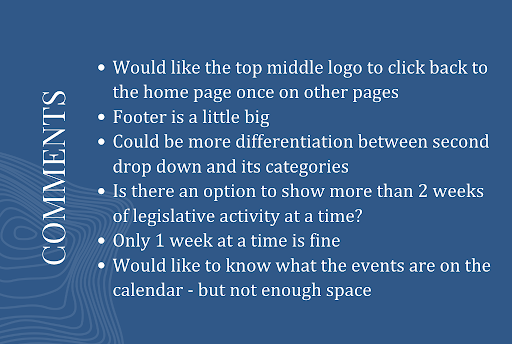 COMMENTS
• Would like the top middle logo to click back to
the home page once on other pages
• Footer is a little big
• Could be more differentiation between second
drop down and its categories
• Is there an option to show more than 2 weeks
of legislative activity at a time?
• Only 1 week at a time is fine
• Would like to know what the events are on the
calendar - but not enough space